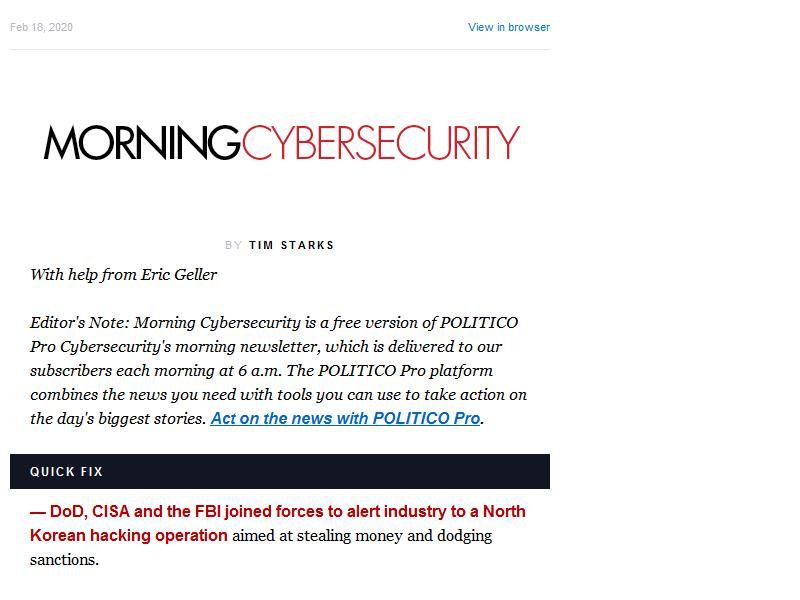 Feb 18, 2020 View in browser
MORNINGCYBERSECURITY
BY TIM STARKS
With help from Eric Geller
Editor's Note: Morning Cybersecurity is a free version of POLITICO
Pro Cybersecurity's morning newsletter, which is delivered to our
subscribers each morning at 6 a.m. The POLITICO Pro platform
combines the news you need with tools you can use to take action on
the day's biggest stories. Act on the news with POLITICO Pro.
QUICK FIX
— DoD, CISA and the FBI joined forces to alert industry to a North
Korean hacking operation aimed at stealing money and dodging
sanctions.